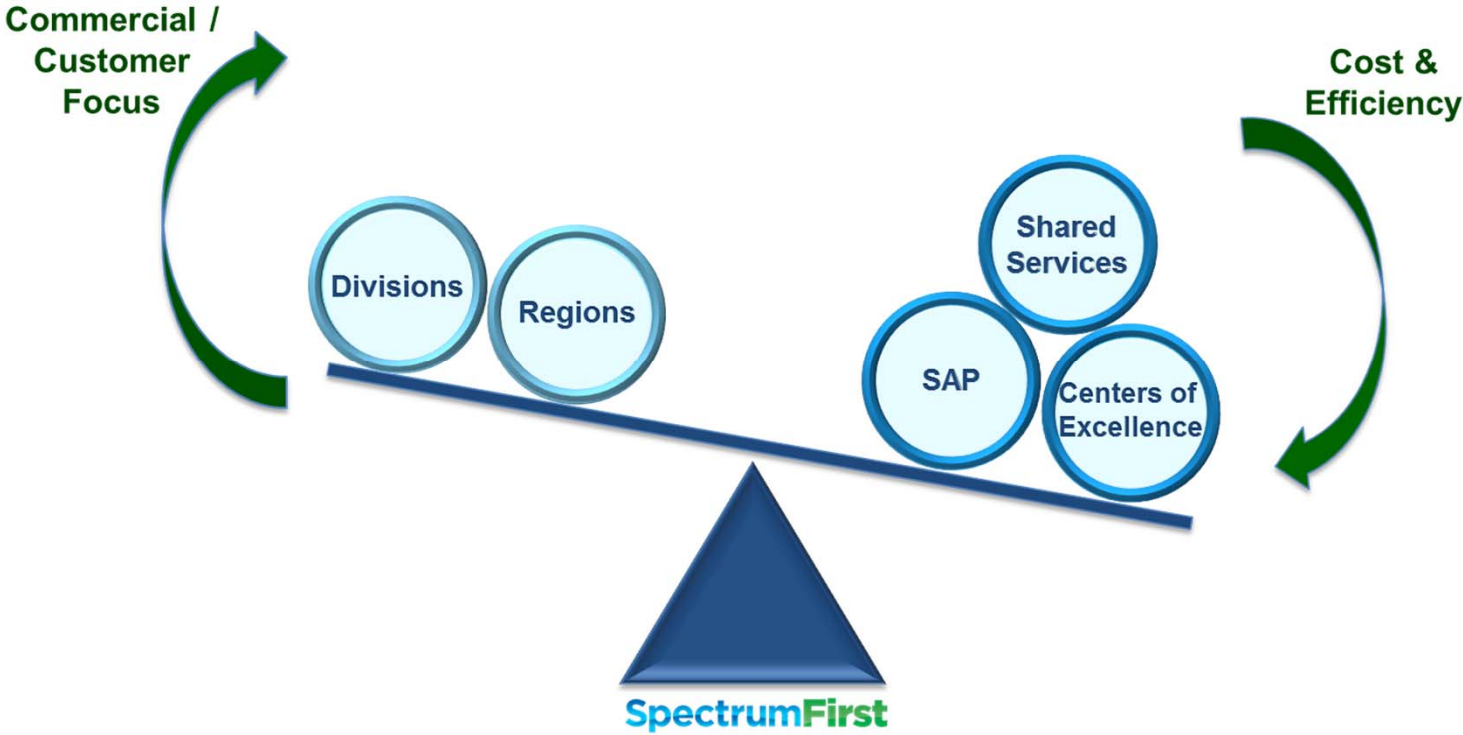 Commercial /
Customer
Focus
Cost &
Efficiency
Divisions
Regions
Shared
Services
SAP
Centers of
Excellence
SpectrumFirst